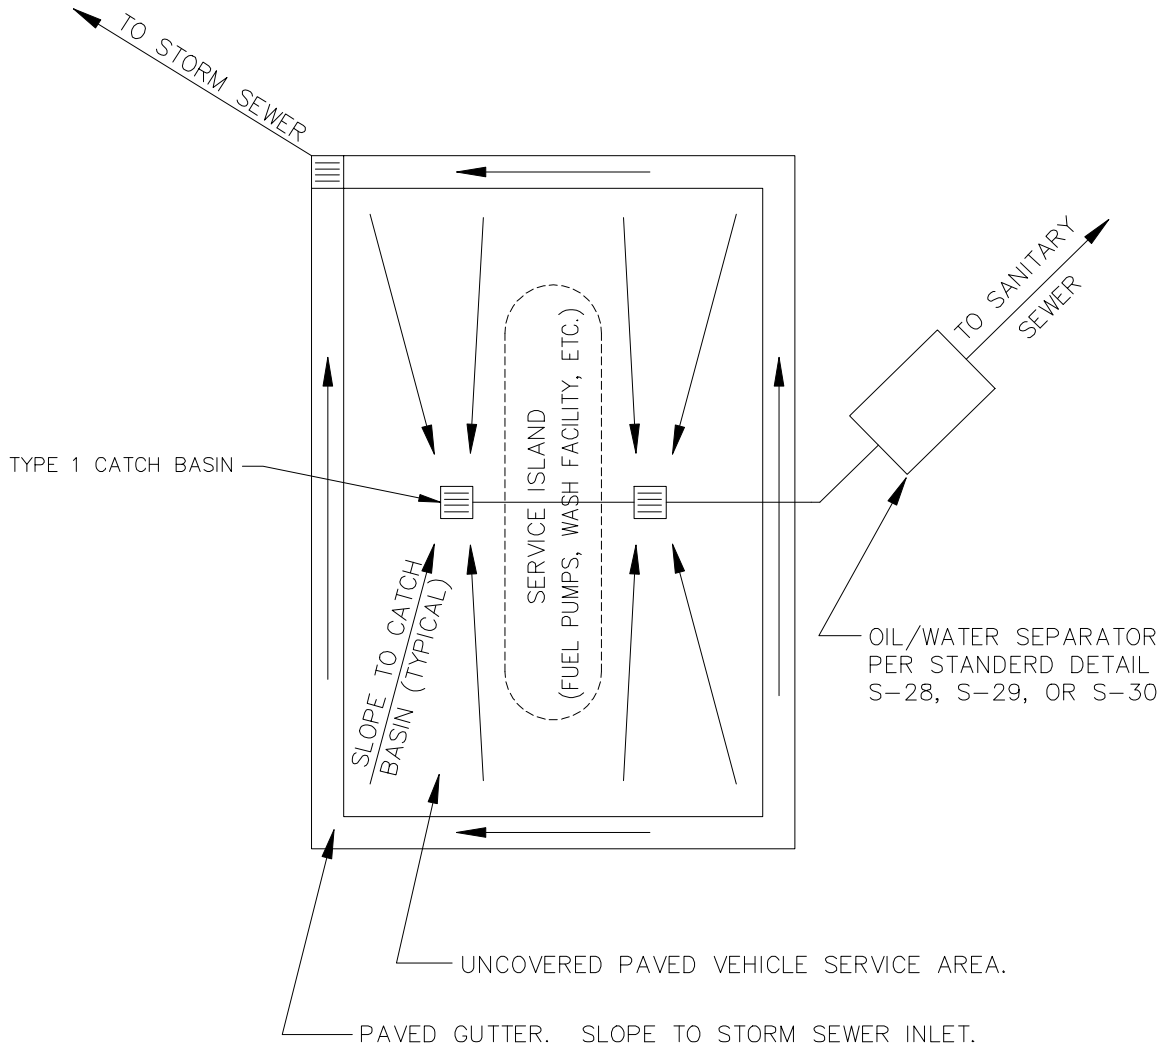 TO STORM SEWER
TO SANITARY
SEWER
SERVICE ISLAND
(FUEL PUMPS, WASH FACILITY, ETC.)
TYPE 1 CATCH BASIN
SLOPE TO CATCH
BASIN (TYPICAL)
OIL/WATER SEPARATOR
PER STANDERD DETAIL
S-28, S-29, OR S-30
UNCOVERED PAVED VEHICLE SERVICE AREA.
PAVED GUTTER. SLOPE TO STORM SEWER INLET.